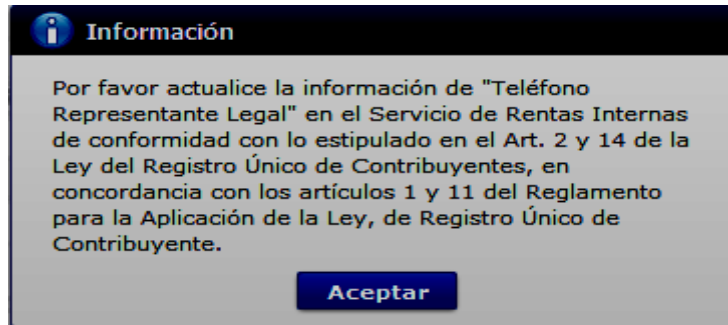 Información
Por favor actualice la información de "Teléfono
Representante Legal" en el Servicio de Rentas Internas
de conformidad con lo estipulado en el Art. 2 y 14 de la
Ley del Registro Único de Contribuyentes, en
concordancia con los artículos 1 y 11 del Reglamento
para la Aplicación de la Ley, de Registro Único de
Contribuyente.
Aceptar